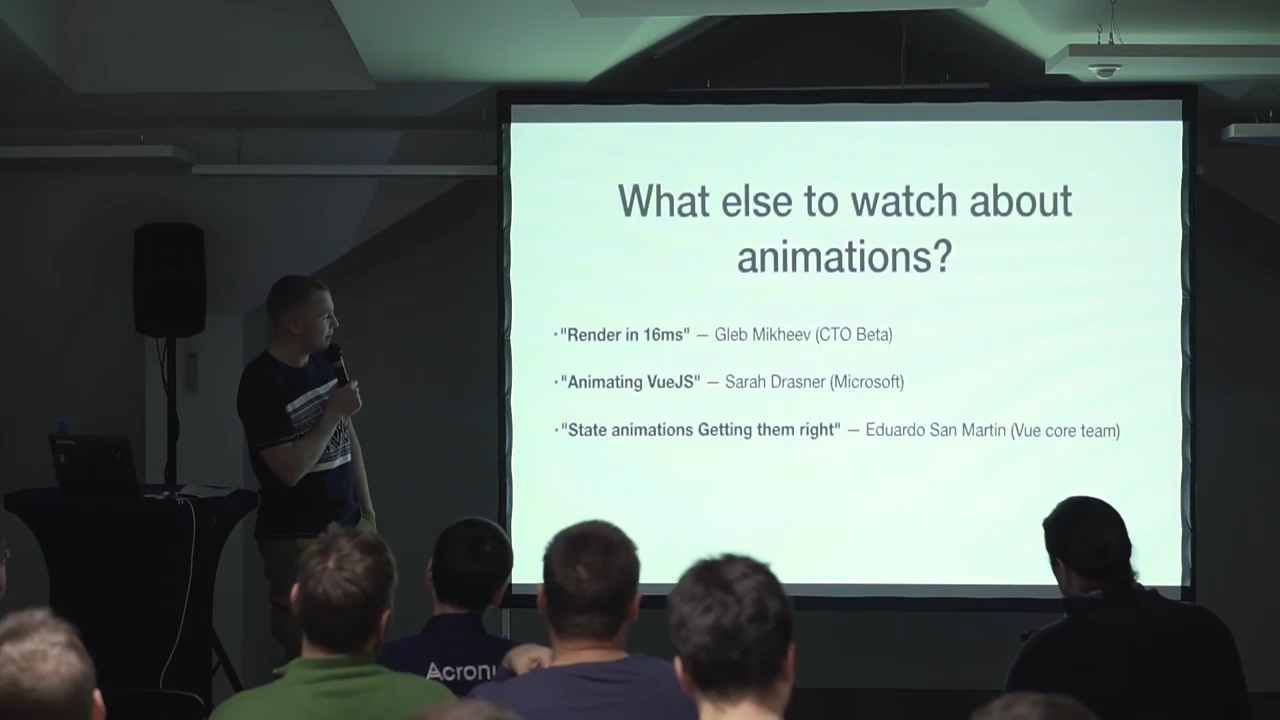 What else to watch about
animations?
· "Render in 16ms" — Gleb Mikheev (CTO Beta)
· "Animating VueJS" — Sarah Drasner (Microsoft)
· "State animations Getting them right" — Eduardo San Martin (Vue core team)
Acroni